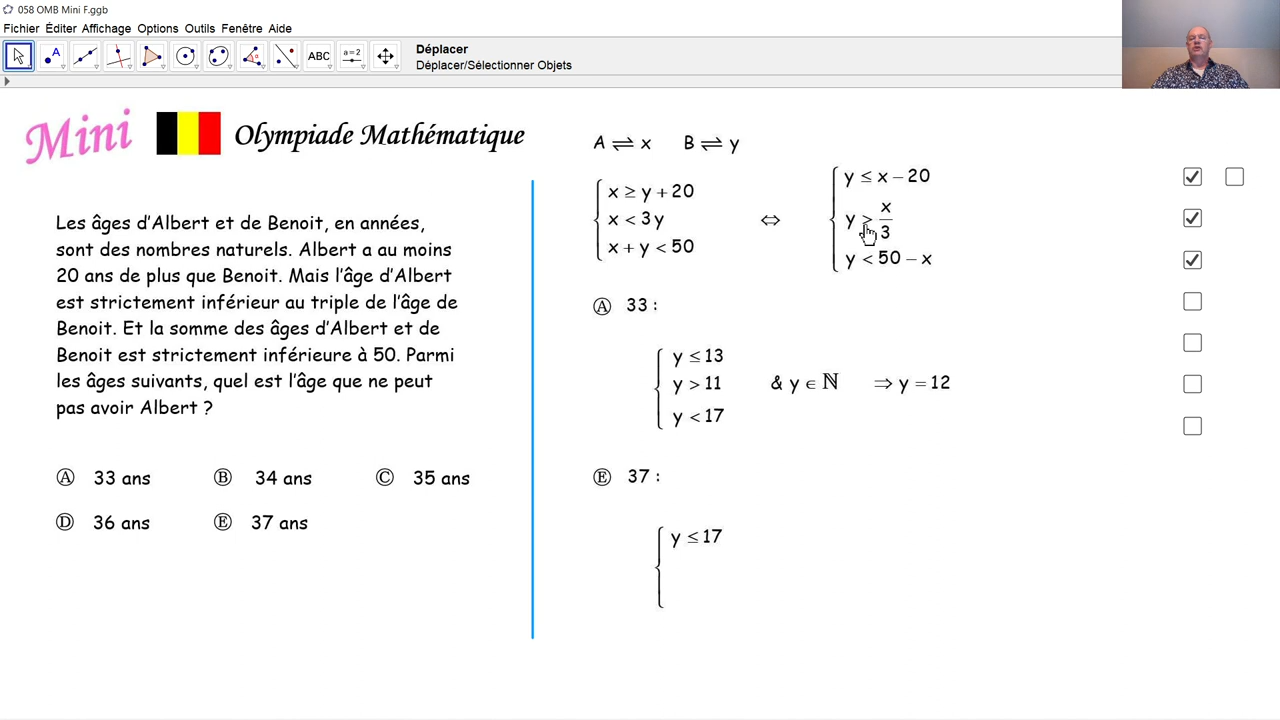 058 OMB Mini F.ggb
Fichier Éditer Affichage Options Outils Fenêtre Aide
A ABC a=2 Déplacer
Déplacer/Sélectionner Objets
Mini Olympiade Mathématique
Les âges d'Albert et de Benoit, en années,
sont des nombres naturels. Albert a au moins
20 ans de plus que Benoit. Mais l'âge d'Albert
est strictement inférieur au triple de l'âge de
Benoit. Et la somme des âges d'Albert et de
Benoit est strictement inférieure à 50. Parmi
les âges suivants, quel est l'âge que ne peut
pas avoir Albert ?
Ⓐ 33 ans Ⓑ 34 ans Ⓒ 35 ans
Ⓓ 36 ans Ⓔ 37 ans
A ⇌ x B ⇌ y
x ≥ y + 20
x < 3y
x + y < 50
⇔
y ≤ x – 20
y > x/3
y < 50 – x
Ⓐ 33 :
y ≤ 13
y > 11 & y ∈ ℕ ⇒ y = 12
y < 17
Ⓔ 37 :
y ≤ 17